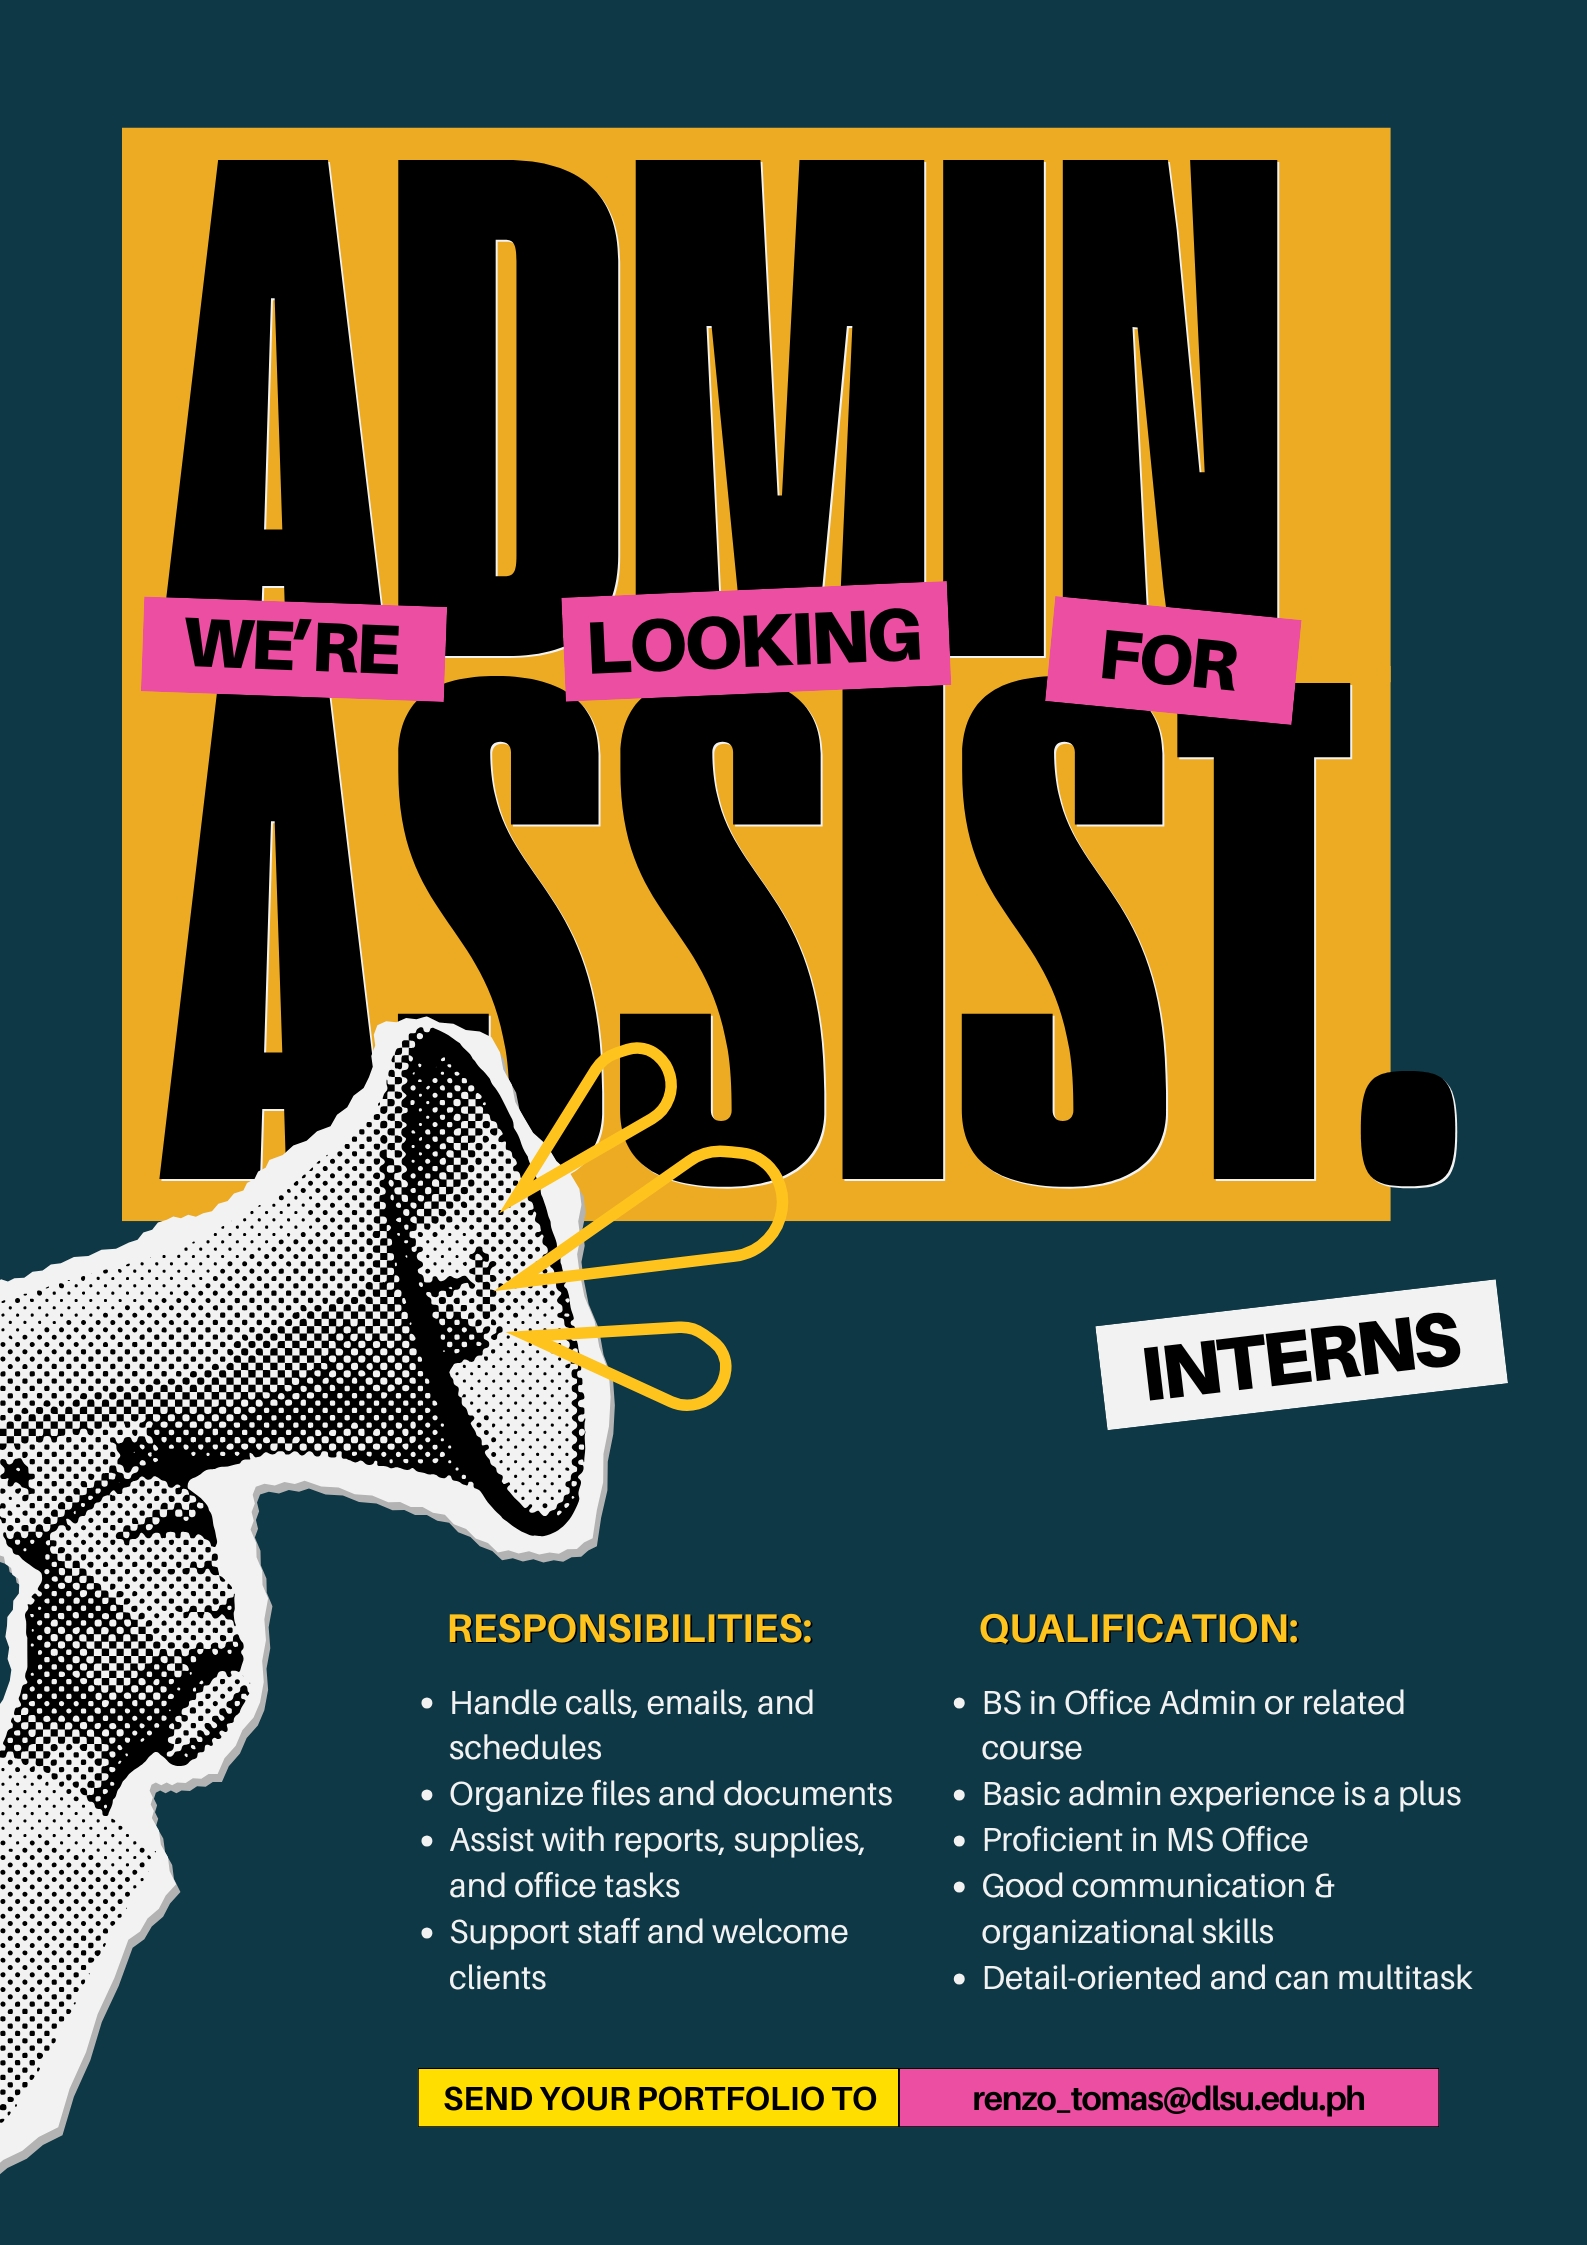 ADMIN
WE'RE LOOKING FOR
ASSIST.
INTERNS
RESPONSIBILITIES:
Handle calls, emails, and
schedules
Organize files and documents
Assist with reports, supplies,
and office tasks
Support staff and welcome
clients
QUALIFICATION:
BS in Office Admin or related
course
Basic admin experience is a plus
Proficient in MS Office
Good communication &
organizational skills
Detail-oriented and can multitask
SEND YOUR PORTFOLIO TO renzo_tomas@dlsu.edu.ph